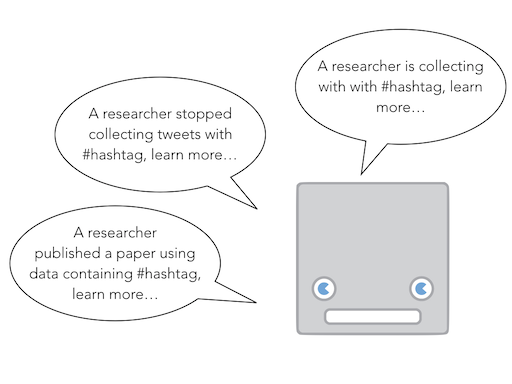 A researcher is collecting
with with #hashtag, learn
more…
A researcher stopped
collecting tweets with
#hashtag, learn more…
A researcher
published a paper using
data containing #hashtag,
learn more…